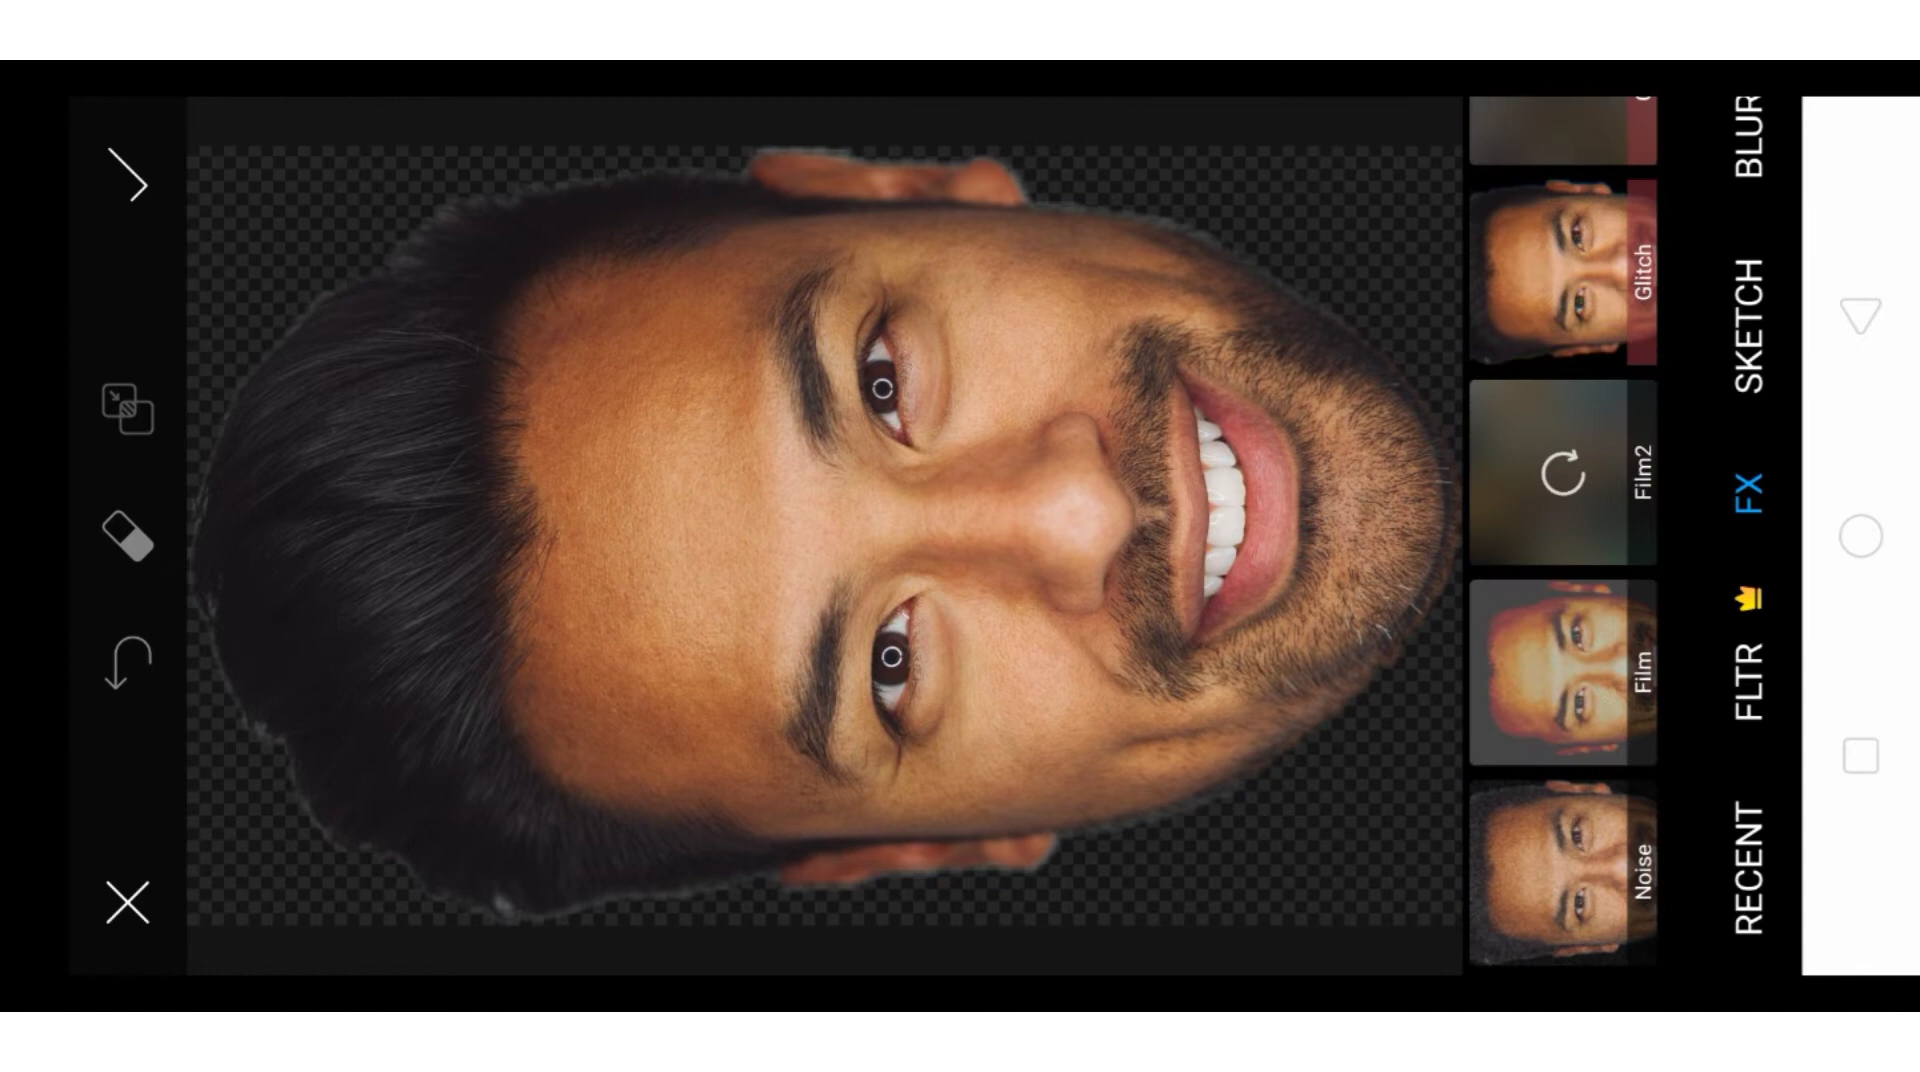 Noise
Film
Film2
Glitch
RECENT
FLTR
FX
SKETCH
BLUR